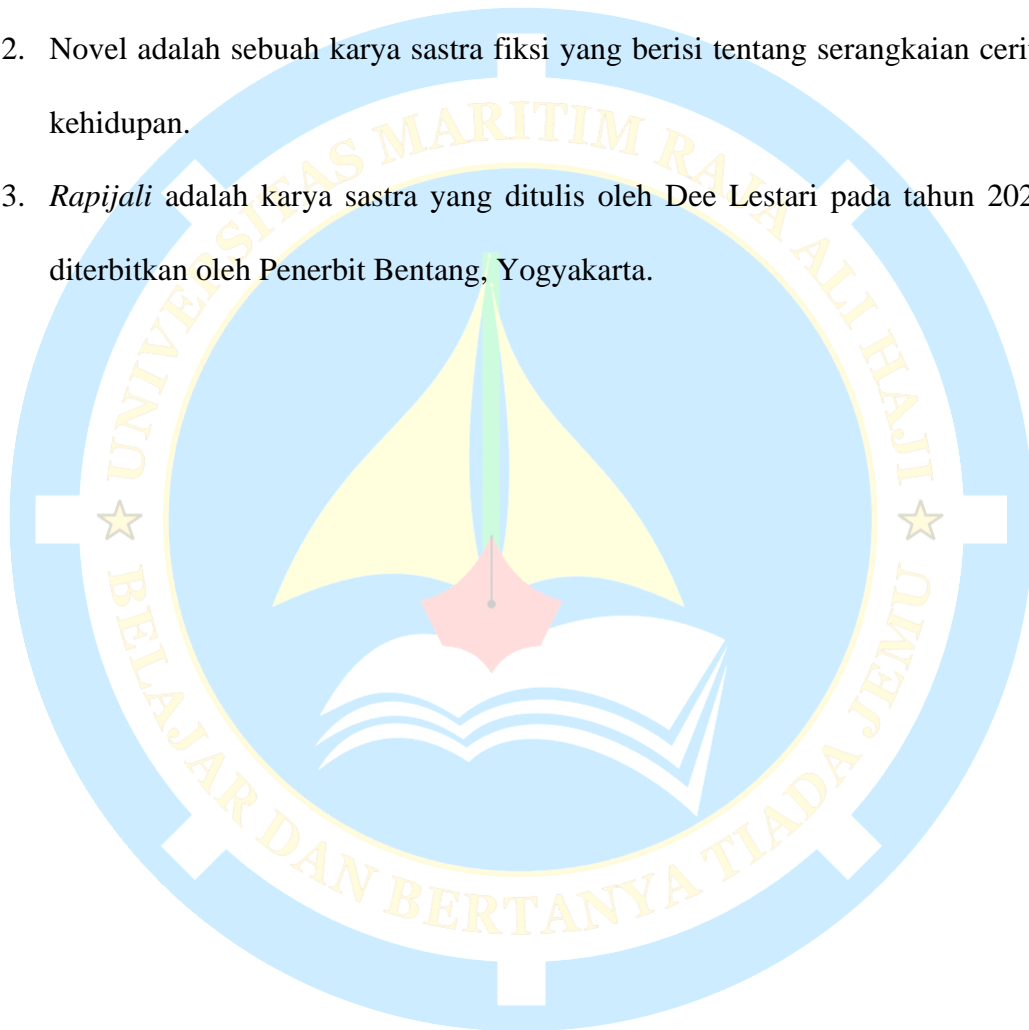 2. Novel adalah sebuah karya sastra fiksi yang berisi tentang serangkaian
kehidupan.
3. Rapijali adalah karya sastra yang ditulis oleh Dee Lestari pada tahun
diterbitkan oleh Penerbit Bentang, Yogyakarta.
UNIVERSITAS MARITIM RAJA ALI HAJI
BELAJAR DAN BERTANYA TIADA JEMU